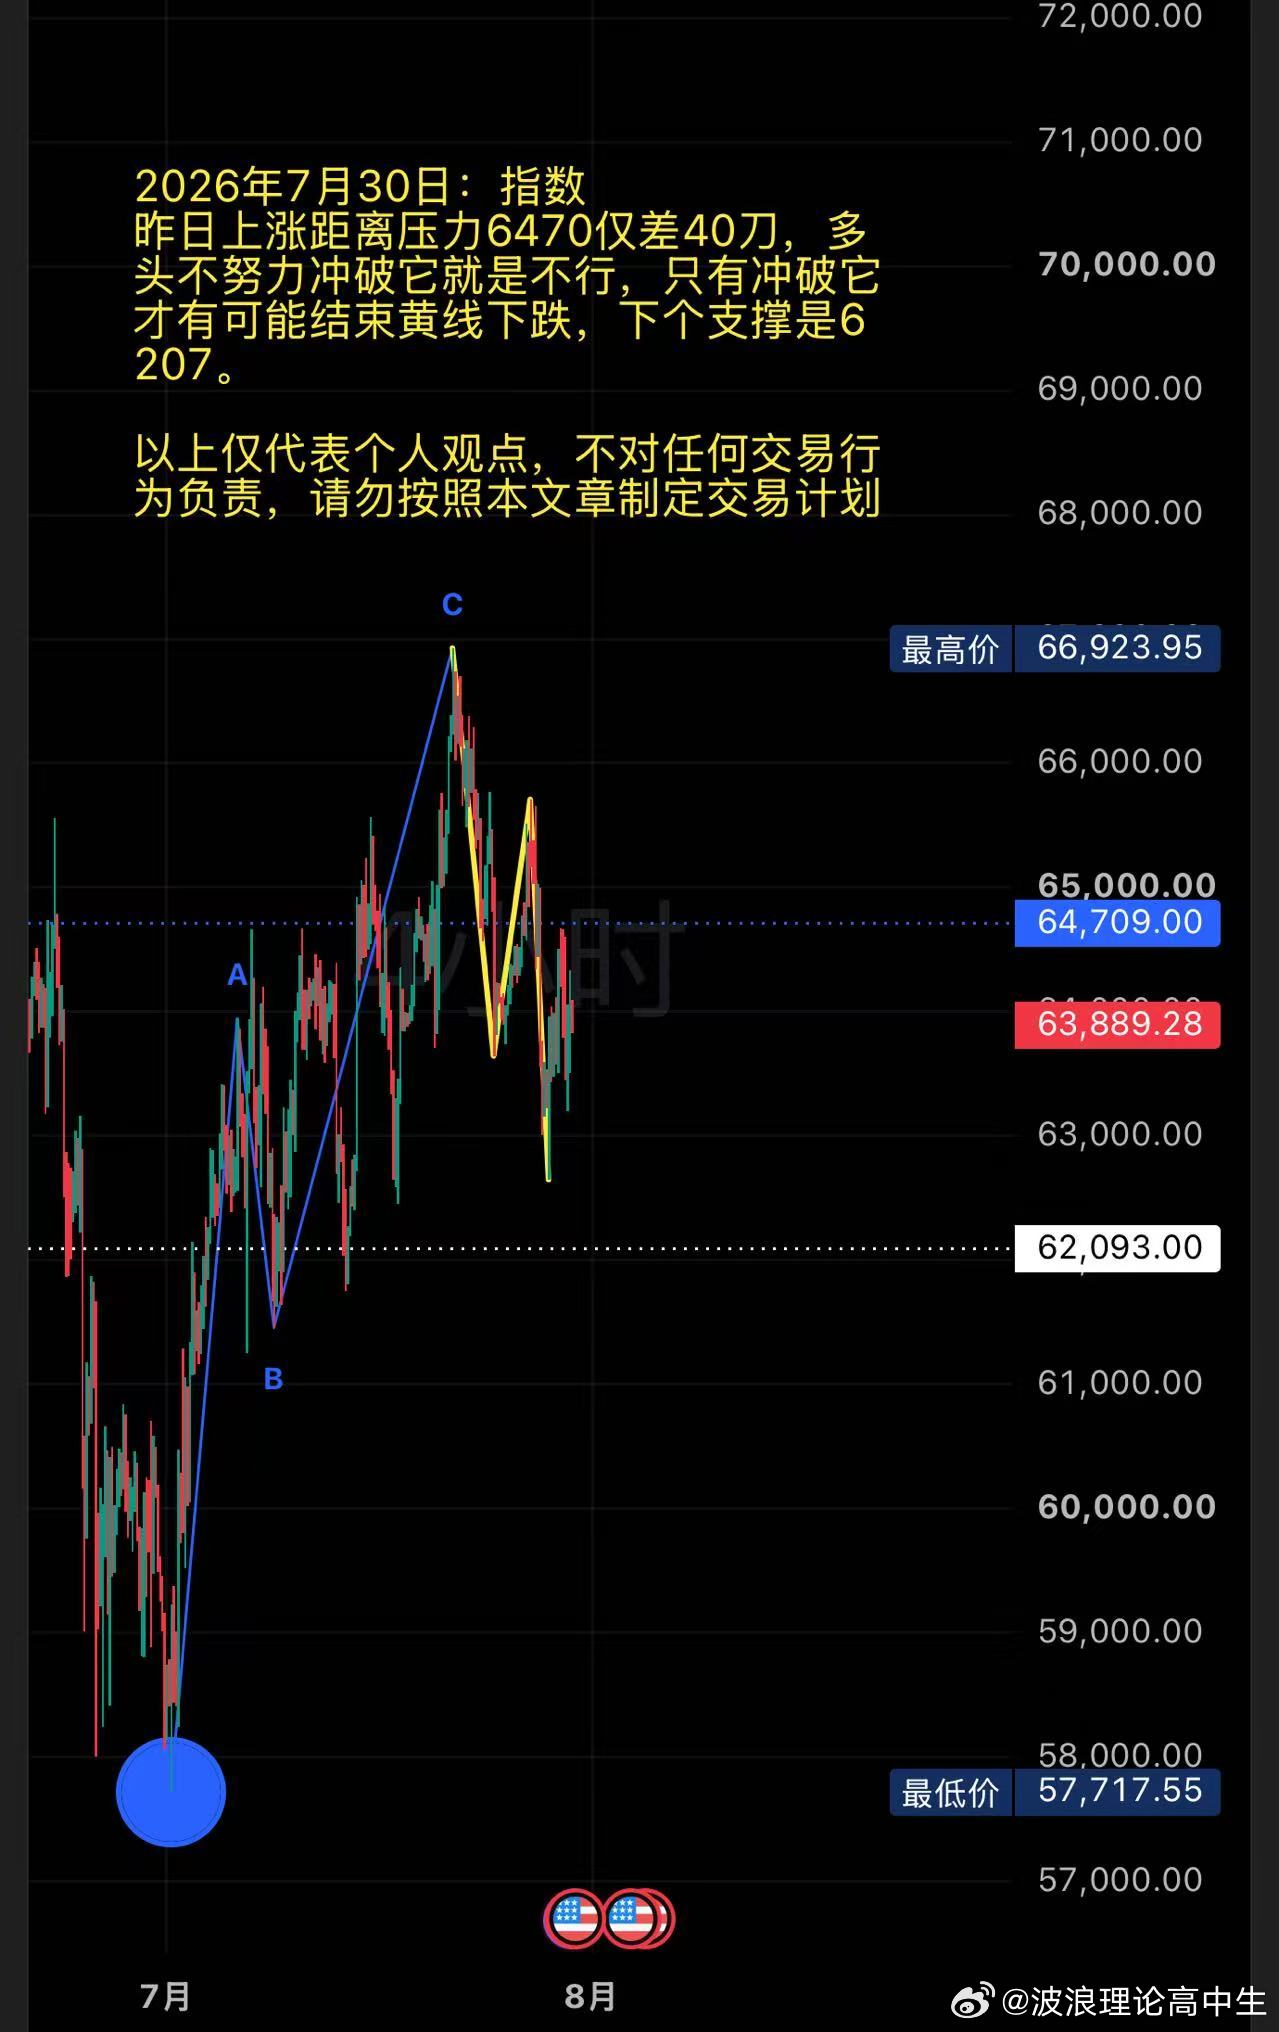 72,000.00
71,000.00
2026年7月30日：指数
昨日上涨距离压力6470仅差40刀，多
头不努力冲破它就是不行，只有冲破它
才有可能结束黄线下跌，下个支撑是6
207。
70,000.00
69,000.00
以上仅代表个人观点，不对任何交易行
为负责，请勿按照本文章制定交易计划
68,000.00
C
最高价 66,923.95
66,000.00
65,000.00
64,709.00
4小时
A
63,889.28
63,000.00
62,093.00
B
61,000.00
60,000.00
59,000.00
58,000.00
最低价 57,717.55
57,000.00
7月 8月
@波浪理论高中生